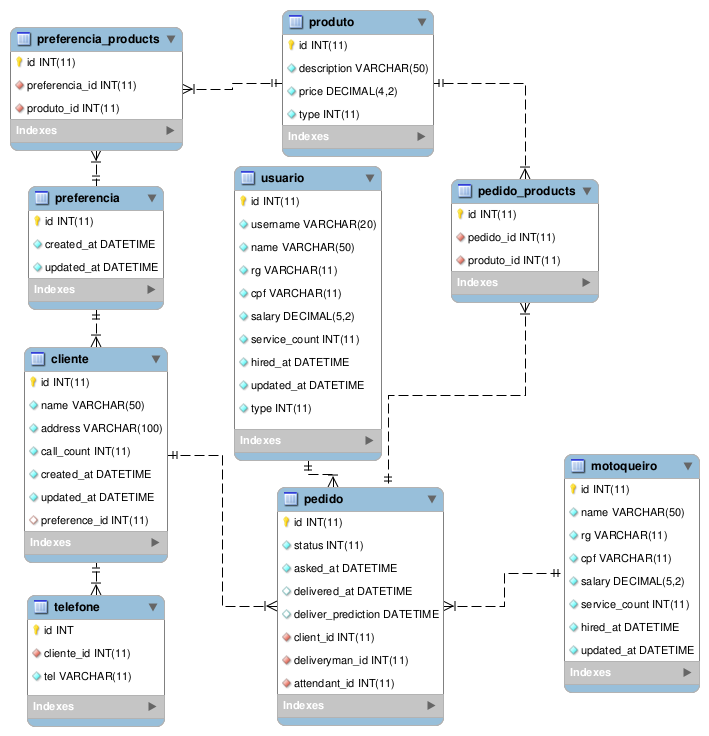 preferencia_products
id INT(11)
preferencia_id INT(11)
produto_id INT(11)
Indexes
produto
id INT(11)
description VARCHAR(50)
price DECIMAL(4,2)
type INT(11)
Indexes
preferencia
id INT(11)
created_at DATETIME
updated_at DATETIME
Indexes
usuario
id INT(11)
username VARCHAR(20)
name VARCHAR(50)
rg VARCHAR(11)
cpf VARCHAR(11)
salary DECIMAL(5,2)
service_count INT(11)
hired_at DATETIME
updated_at DATETIME
type INT(11)
Indexes
pedido_products
id INT(11)
pedido_id INT(11)
produto_id INT(11)
Indexes
cliente
id INT(11)
name VARCHAR(50)
address VARCHAR(100)
call_count INT(11)
created_at DATETIME
updated_at DATETIME
preference_id INT(11)
Indexes
telefone
id INT
cliente_id INT(11)
tel VARCHAR(11)
Indexes
pedido
id INT(11)
status INT(11)
asked_at DATETIME
delivered_at DATETIME
deliver_prediction DATETIME
client_id INT(11)
deliveryman_id INT(11)
attendant_id INT(11)
Indexes
motoqueiro
id INT(11)
name VARCHAR(50)
rg VARCHAR(11)
cpf VARCHAR(11)
salary DECIMAL(5,2)
service_count INT(11)
hired_at DATETIME
updated_at DATETIME
Indexes